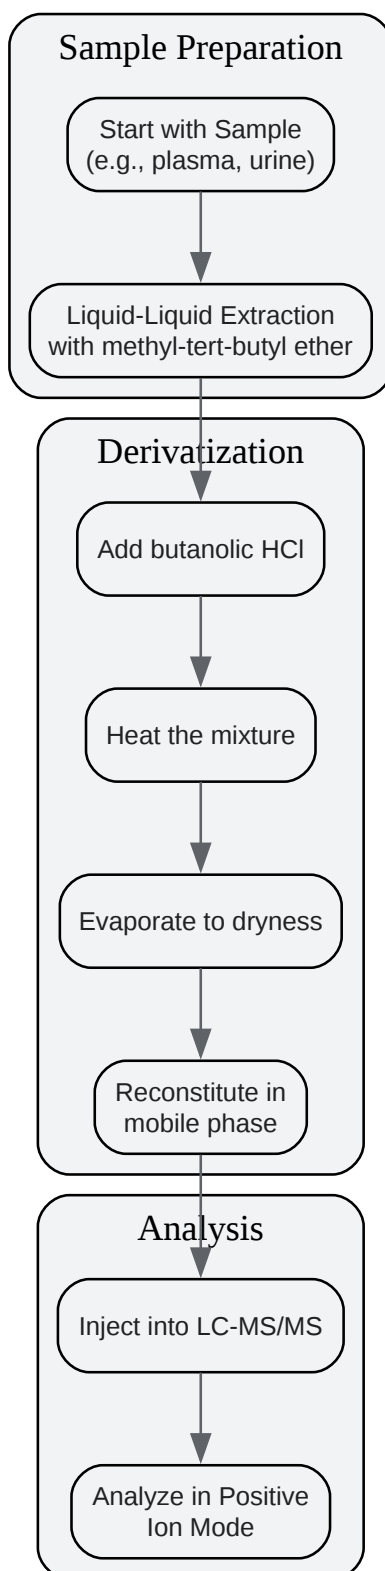 Sample Preparation
Start with Sample
(e.g., plasma, urine)
Liquid-Liquid Extraction
with methyl-tert-butyl ether
Derivatization
Add butanolic HCl
Heat the mixture
Evaporate to dryness
Reconstitute in
mobile phase
Analysis
Inject into LC-MS/MS
Analyze in Positive
Ion Mode